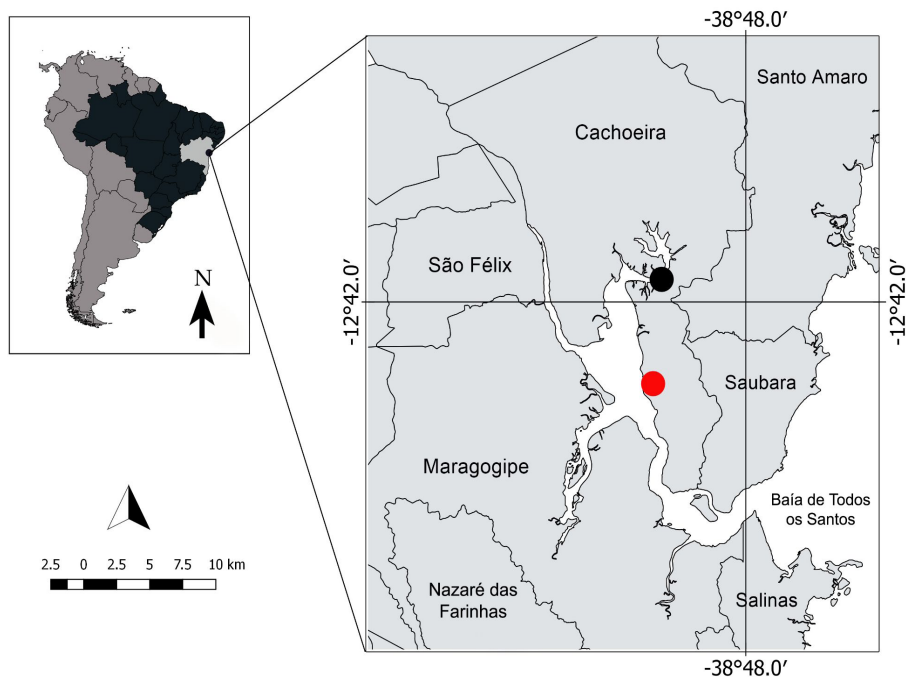 -38°48.0'
Santo Amaro
Cachoeira
São Félix
N
-12°42.0'
-12°42.0'
Saubara
Maragogipe
Baía de Todos
os Santos
2.5 0 2.5 5 7.5 10 km
Nazaré das
Farinhas
Salinas
-38°48.0'